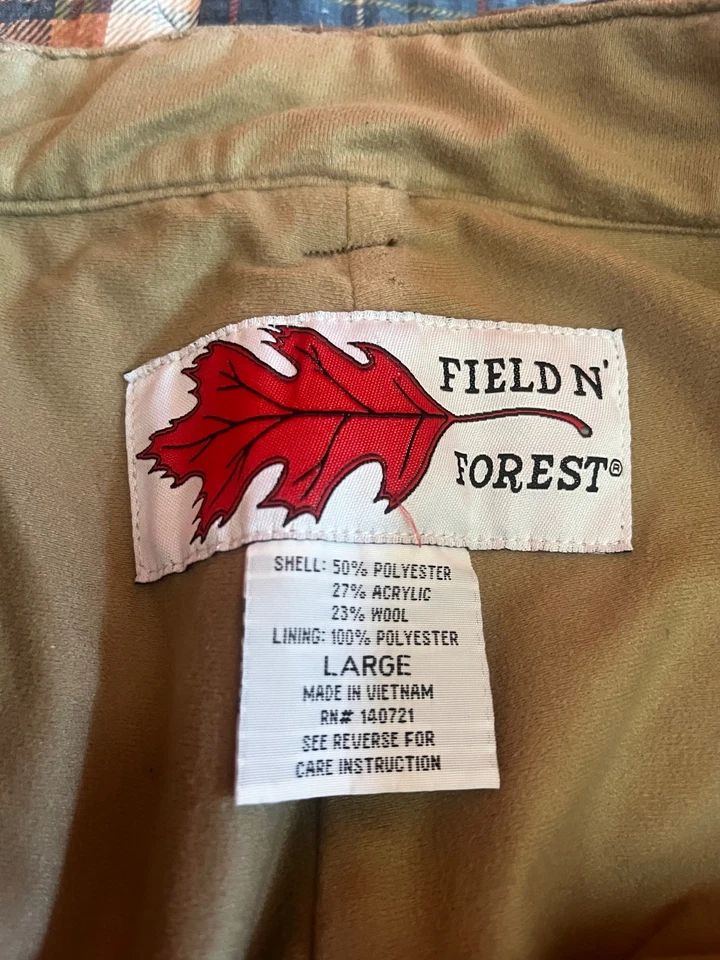 FIELD N'
FOREST®
SHELL: 50% POLYESTER
27% ACRYLIC
23% WOOL
LINING: 100% POLYESTER
LARGE
MADE IN VIETNAM
RN# 140721
SEE REVERSE FOR
CARE INSTRUCTION